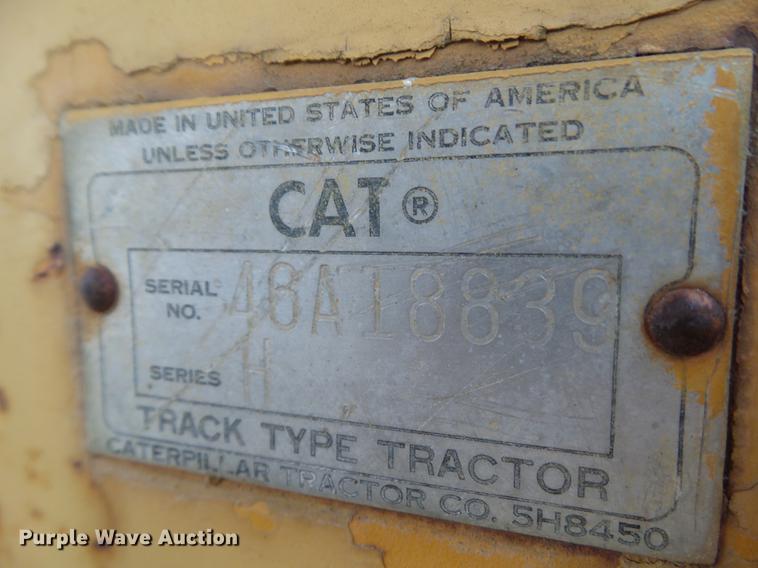 MADE IN UNITED STATES OF AMERICA
UNLESS OTHERWISE INDICATED
CAT®
SERIAL NO. 46A18839
SERIES H
TRACK TYPE TRACTOR
CATERPILLAR TRACTOR CO. 5H8450
Purple Wave Auction